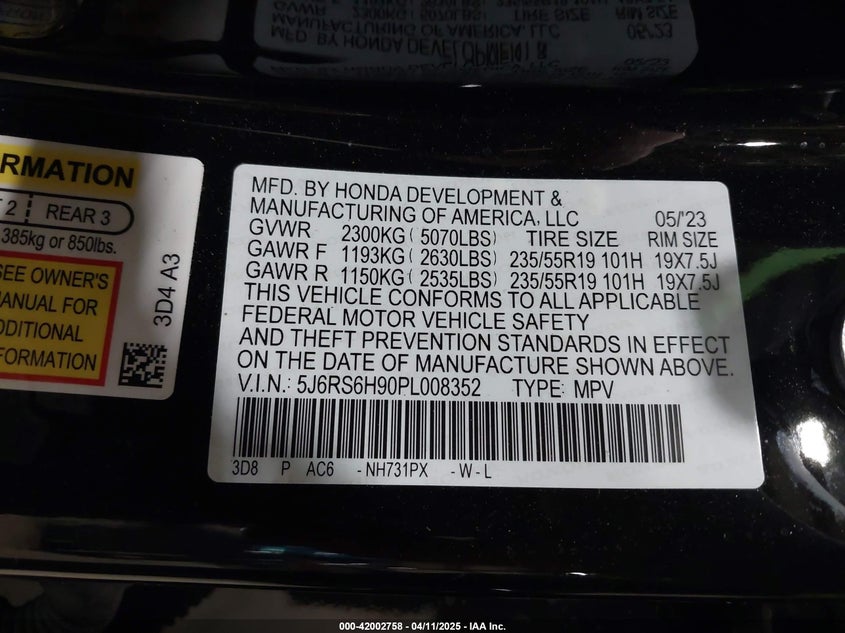 RMATION
2 REAR 3
385kg or 850lbs.
SEE OWNER'S
MANUAL FOR
DDITIONAL
FORMATION
3D4 A3
MFD. BY HONDA DEVELOPMENT &
MANUFACTURING OF AMERICA, LLC 05/'23
GVWR 2300KG ( 5070LBS) TIRE SIZE RIM SIZE
GAWR F 1193KG ( 2630LBS) 235/55R19 101H 19X7.5J
GAWR R 1150KG ( 2535LBS) 235/55R19 101H 19X7.5J
THIS VEHICLE CONFORMS TO ALL APPLICABLE
FEDERAL MOTOR VEHICLE SAFETY
AND THEFT PREVENTION STANDARDS IN EFFECT
ON THE DATE OF MANUFACTURE SHOWN ABOVE.
V.I.N.: 5J6RS6H90PL008352 TYPE: MPV
3D8 P AC6 - NH731PX - W - L
000-42002758 - 04/11/2025 - IAA Inc.